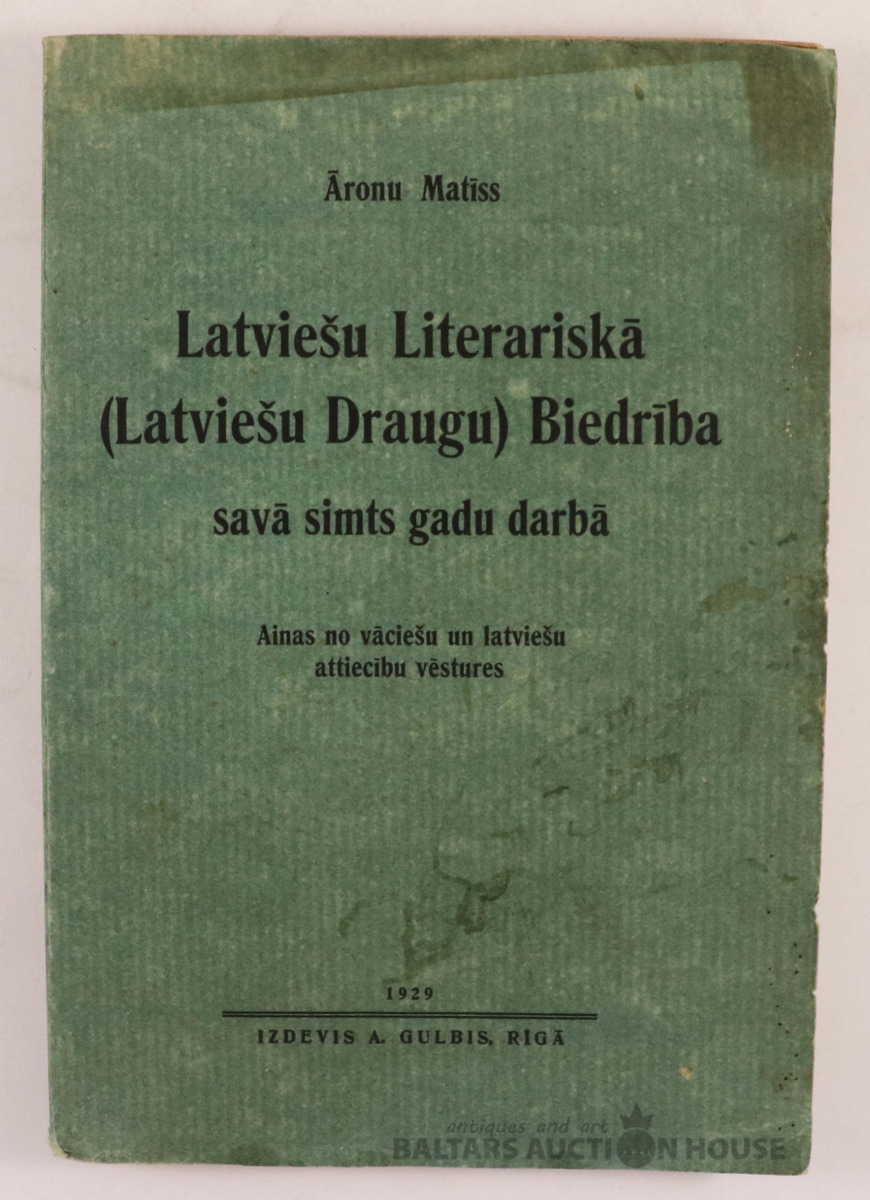 Āronu Matīss
Latviešu Literariskā
(Latviešu Draugu) Biedrība
savā simts gadu darbā
Ainas no vāciešu un latviešu
attiecību vēstures
1929
IZDEVIS A. GULBIS, RĪGĀ
antiques and art
BALTARS AUCTION HOUSE